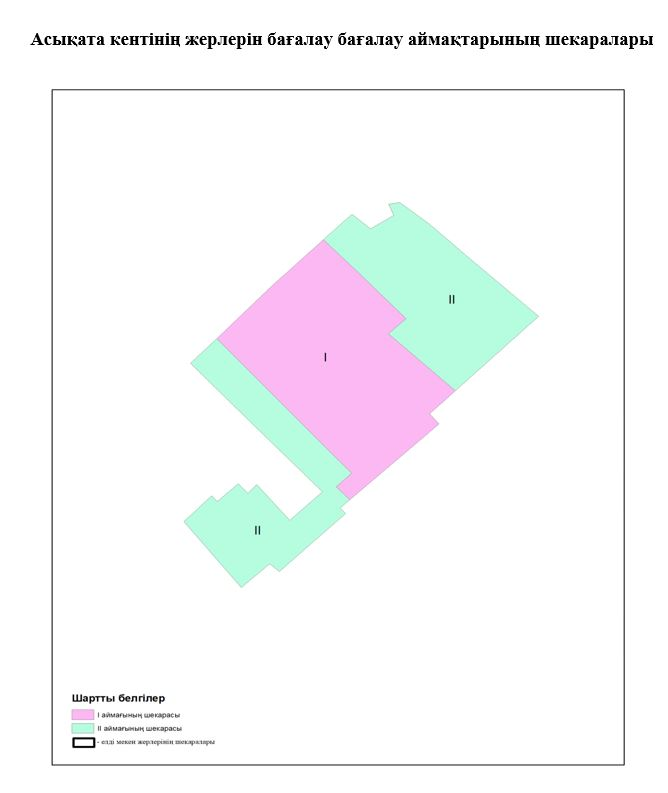 Асықата кентінің жерлерін бағалау бағалау аймақтарының шекаралары
II
I
II
Шартты белгілер
I аймағының шекарасы
II аймағының шекарасы
- елді мекен жерлерінің шекаралары